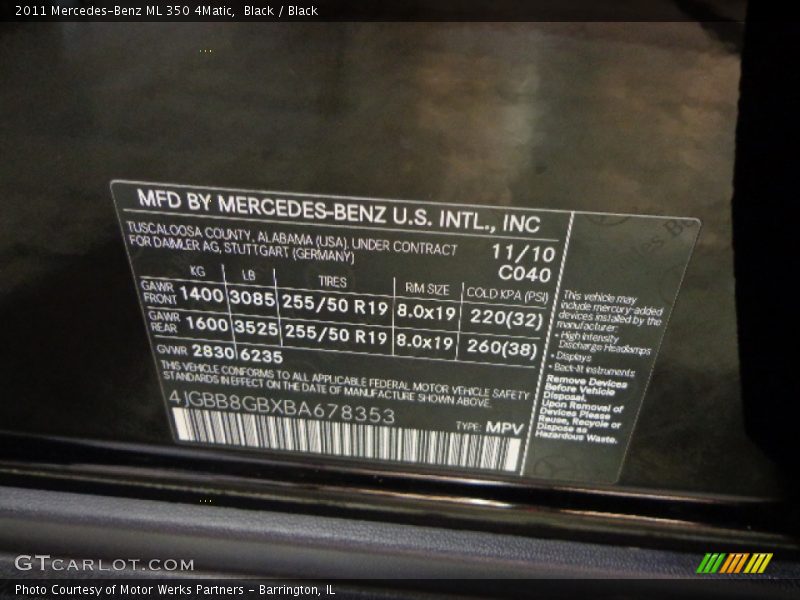 2011 Mercedes-Benz ML 350 4Matic, Black / Black
MFD BY MERCEDES-BENZ U.S. INTL., INC
TUSCALOOSA COUNTY, ALABAMA (USA), UNDER CONTRACT
FOR DAIMLER AG, STUTTGART (GERMANY)
11/10
C040
KG LB TIRES RIM SIZE COLD KPA (PSI)
GAWR FRONT 1400 3085 255/50 R19 8.0x19 220(32)
GAWR REAR 1600 3525 255/50 R19 8.0x19 260(38)
GVWR 2830 6235
THIS VEHICLE CONFORMS TO ALL APPLICABLE FEDERAL MOTOR VEHICLE SAFETY
STANDARDS IN EFFECT ON THE DATE OF MANUFACTURE SHOWN ABOVE.
4JGBB8GBXBA678353
TYPE: MPV
This vehicle may
include mercury-added
devices installed by the
manufacturer:
• High Intensity
Discharge Headlamps
• Displays
• Back-lit Instruments
Remove Devices
Before Vehicle
Disposal.
Upon Removal of
Devices Please
Reuse, Recycle or
Dispose as
Hazardous Waste.
GTCARLOT.COM
Photo Courtesy of Motor Werks Partners - Barrington, IL